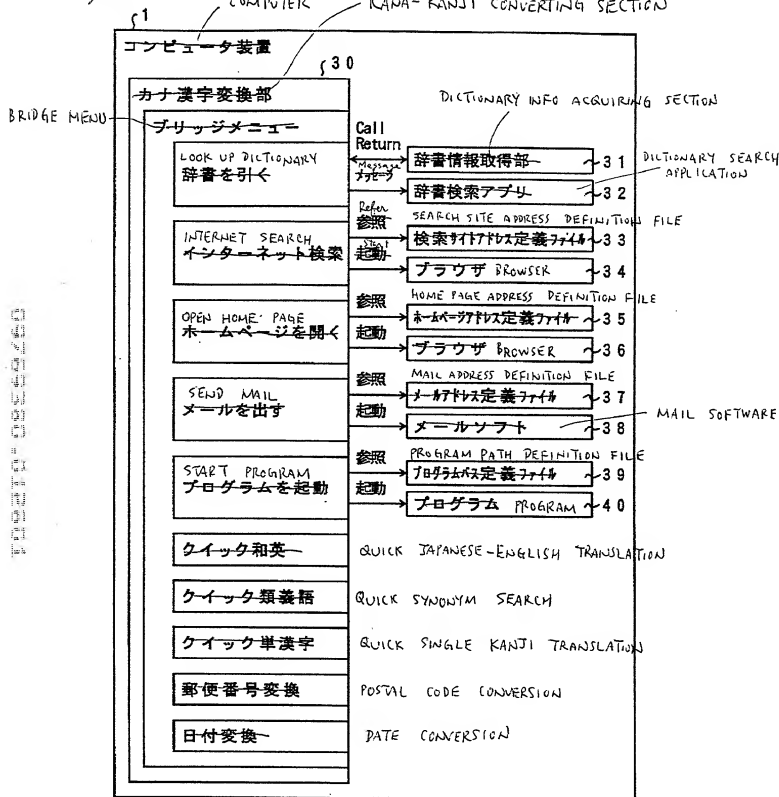 COMPUTER KANA-KANJI CONVERTING SECTION
1
コンピュータ装置
30
カナ漢字変換部
DICTIONARY INFO ACQUIRING SECTION
BRIDGE MENU
ブリッジメニュー
Call
Return
LOOK UP DICTIONARY
辞書を引く
辞書情報取得部 31
Message
メッセージ
辞書検索アプリ 32
DICTIONARY SEARCH
APPLICATION
Refer
参照
SEARCH SITE ADDRESS DEFINITION FILE
検索サイトアドレス定義ファイル 33
INTERNET SEARCH
インターネット検索
Start
起動
ブラウザ BROWSER 34
参照
HOME PAGE ADDRESS DEFINITION FILE
ホームページアドレス定義ファイル 35
OPEN HOME PAGE
ホームページを開く
起動
ブラウザ BROWSER 36
参照
MAIL ADDRESS DEFINITION FILE
メールアドレス定義ファイル 37
SEND MAIL
メールを出す
起動
メールソフト 38
MAIL SOFTWARE
参照
PROGRAM PATH DEFINITION FILE
プログラムパス定義ファイル 39
START PROGRAM
プログラムを起動
起動
プログラム PROGRAM 40
クイック和英 QUICK JAPANESE-ENGLISH TRANSLATION
クイック類義語 QUICK SYNONYM SEARCH
クイック単漢字 QUICK SINGLE KANJI TRANSLATION
郵便番号変換 POSTAL CODE CONVERSION
日付変換 DATE CONVERSION